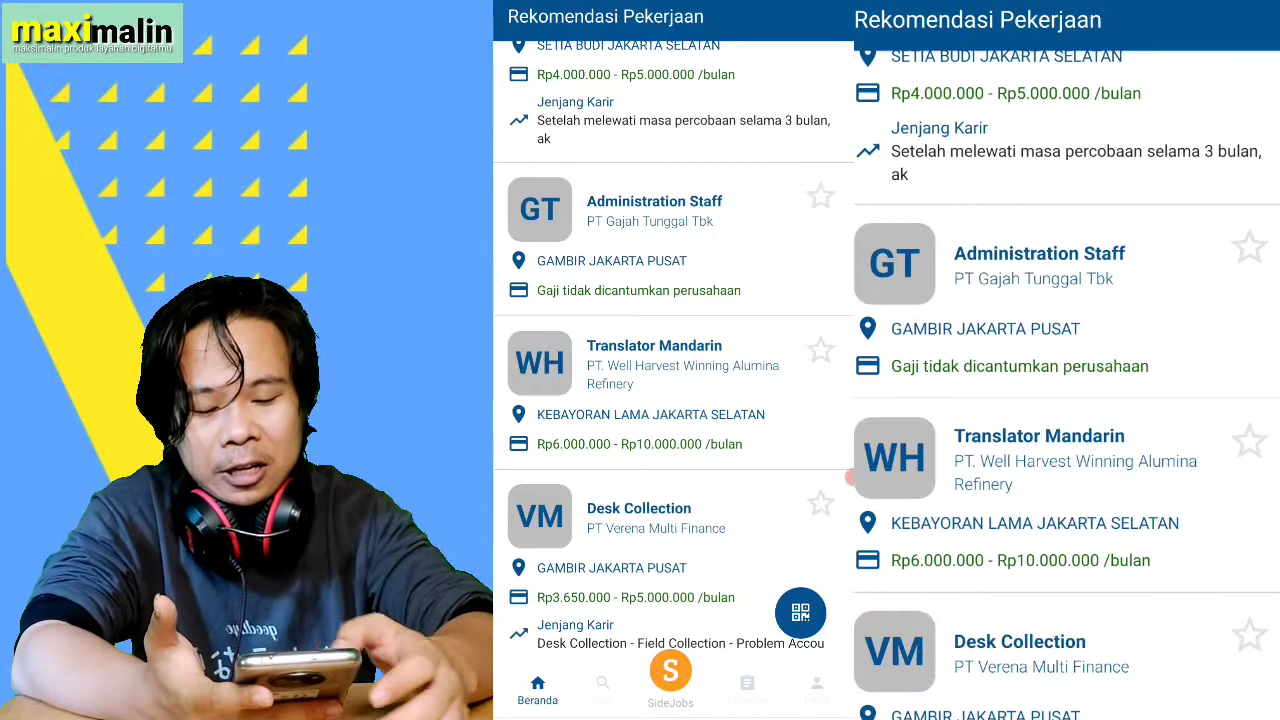 maximalin
maksimalin produk layanan digitalmu
Rekomendasi Pekerjaan
SETIA BUDI JAKARTA SELATAN
Rp4.000.000 - Rp5.000.000 /bulan
Jenjang Karir
Setelah melewati masa percobaan selama 3 bulan,
ak
GT
Administration Staff
PT Gajah Tunggal Tbk
GAMBIR JAKARTA PUSAT
Gaji tidak dicantumkan perusahaan
WH
Translator Mandarin
PT. Well Harvest Winning Alumina
Refinery
KEBAYORAN LAMA JAKARTA SELATAN
Rp6.000.000 - Rp10.000.000 /bulan
VM
Desk Collection
PT Verena Multi Finance
GAMBIR JAKARTA PUSAT
Rp3.650.000 - Rp5.000.000 /bulan
Jenjang Karir
Desk Collection - Field Collection - Problem Accou
S
Beranda
SideJobs
Rekomendasi Pekerjaan
SETIA BUDI JAKARTA SELATAN
Rp4.000.000 - Rp5.000.000 /bulan
Jenjang Karir
Setelah melewati masa percobaan selama 3 bulan,
ak
GT
Administration Staff
PT Gajah Tunggal Tbk
GAMBIR JAKARTA PUSAT
Gaji tidak dicantumkan perusahaan
WH
Translator Mandarin
PT. Well Harvest Winning Alumina
Refinery
KEBAYORAN LAMA JAKARTA SELATAN
Rp6.000.000 - Rp10.000.000 /bulan
VM
Desk Collection
PT Verena Multi Finance
GAMBIR JAKARTA PUSAT
goodbye